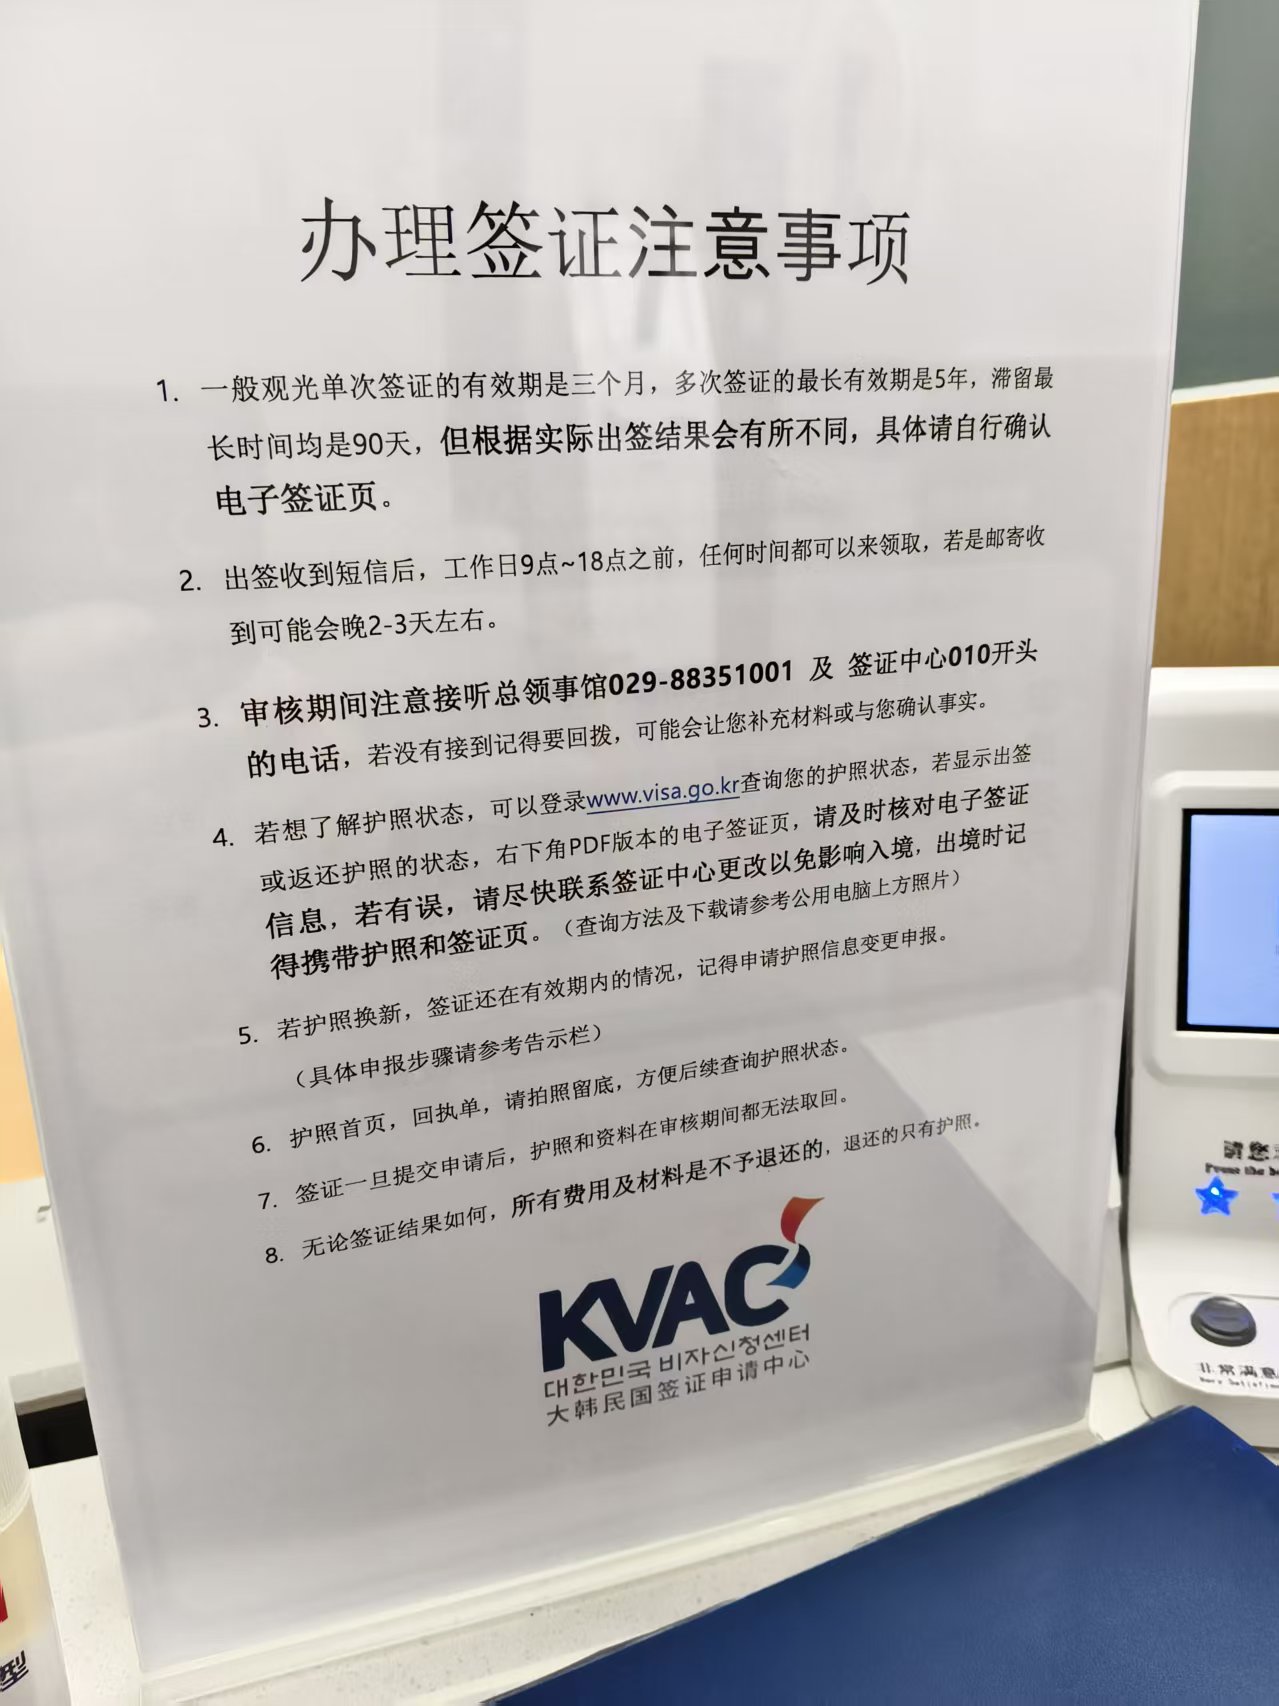 办理签证注意事项
1. 一般观光单次签证的有效期是三个月，多次签证的最长有效期是5年，滞留最
长时间均是90天，但根据实际出签结果会有所不同，具体请自行确认
电子签证页。
2. 出签收到短信后，工作日9点~18点之前，任何时间都可以来领取，若是邮寄收
到可能会晚2-3天左右。
3. 审核期间注意接听总领事馆029-88351001 及 签证中心010开头
的电话，若没有接到记得要回拨，可能会让您补充材料或与您确认事实。
4. 若想了解护照状态，可以登录www.visa.go.kr查询您的护照状态，若显示出签
或返还护照的状态，右下角PDF版本的电子签证页，请及时核对电子签证
信息，若有误，请尽快联系签证中心更改以免影响入境，出境时记
得携带护照和签证页。（查询方法及下载请参考公用电脑上方照片）
5. 若护照换新，签证还在有效期内的情况，记得申请护照信息变更申报。
（具体申报步骤请参考告示栏）
6. 护照首页，回执单，请拍照留底，方便后续查询护照状态。
7. 签证一旦提交申请后，护照和资料在审核期间都无法取回。
8. 无论签证结果如何，所有费用及材料是不予退还的，退还的只有护照。
KVAC
대한민국 비자신청센터
大韩民国签证申请中心
请您
Press the
非常满意
型